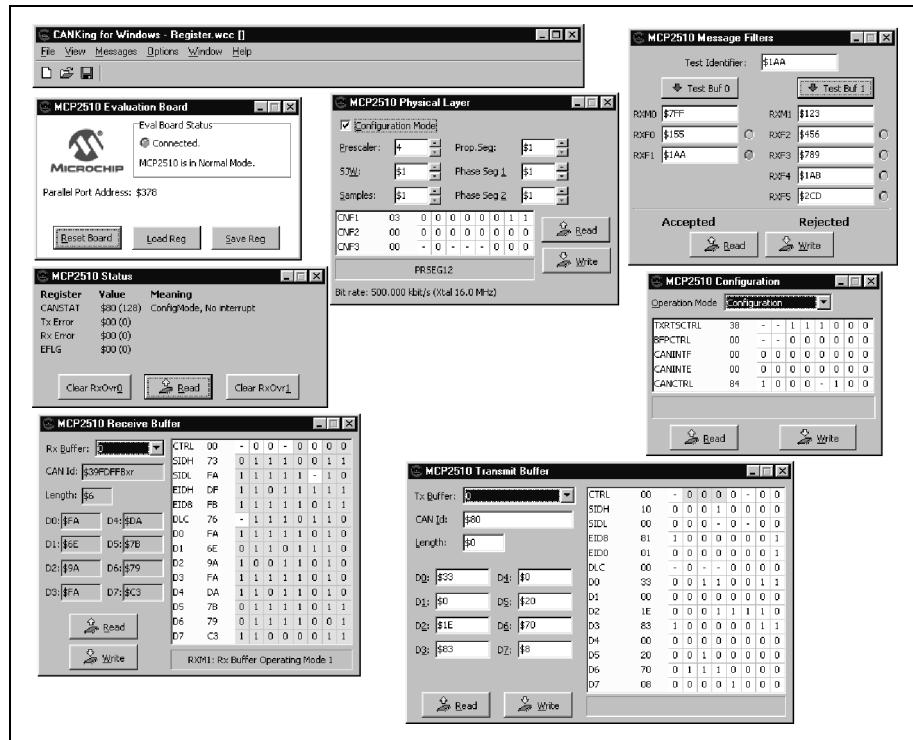 CANKing for Windows - Register.wcc []
File View Messages Options Window Help
MCP2510 Evaluation Board
MICROCHIP
Eval Board Status
Connected.
MCP2510 is in Normal Mode.
Parallel Port Address: $378
Reset Board Load Reg Save Reg
MCP2510 Physical Layer
Configuration Mode
Prescaler: 4 Prop.Seg: $1
SJW: $1 Phase Seg 1 $1
Samples: $1 Phase Seg 2 $1
CNF1 03 0 0 0 0 0 0 1 1
CNF2 00 0 0 0 0 0 0 0 0
CNF3 00 - 0 - - - 0 0 0
Read
Write
PRSEG12
Bit rate: 500.000 kbit/s (Xtal 16.0 MHz)
MCP2510 Message Filters
Test Identifier: $1AA
Test Buf 0 Test Buf 1
RXM0 $7FF RXM1 $123
RXF0 $155 RXF2 $456
RXF1 $1AA RXF3 $789
RXF4 $1AB
RXF5 $2CD
Accepted Rejected
Read Write
MCP2510 Status
Register Value Meaning
CANSTAT $80 (128) ConfigMode, No interrupt
Tx Error $00 (0)
Rx Error $00 (0)
EFLG $00 (0)
Clear RxOvr0 Read Clear RxOvr1
MCP2510 Configuration
Operation Mode Configuration
TXRTSCTRL 38 - - 1 1 1 0 0 0
BFPCTRL 00 - - 0 0 0 0 0 0
CANINTF 00 0 0 0 0 0 0 0 0
CANINTE 00 0 0 0 0 0 0 0 0
CANCTRL 84 1 0 0 0 - 1 0 0
Read Write
MCP2510 Receive Buffer
Rx Buffer: 0
CAN Id: $39FDFFBxr
Length: $6
D0: $FA D4: $DA
D1: $6E D5: $7B
D2: $9A D6: $79
D3: $FA D7: $C3
Read
Write
CTRL 00 - 0 0 - 0 0 0 0
SIDH 73 0 1 1 1 0 0 1 1
SIDL FA 1 1 1 1 1 - 1 0
EIDH DF 1 1 0 1 1 1 1 1
EID8 FB 1 1 1 1 1 0 1 1
DLC 76 - 1 1 1 0 1 1 0
D0 FA 1 1 1 1 1 0 1 0
D1 6E 0 1 1 0 1 1 1 0
D2 9A 1 0 0 1 1 0 1 0
D3 FA 1 1 1 1 1 0 1 0
D4 DA 1 1 0 1 1 0 1 0
D5 7B 0 1 1 1 1 0 1 1
D6 79 0 1 1 1 1 0 0 1
D7 C3 1 1 0 0 0 0 1 1
RXM1: Rx Buffer Operating Mode 1
MCP2510 Transmit Buffer
Tx Buffer: 0
CAN Id: $80
Length: $0
D0: $33 D4: $0
D1: $0 D5: $20
D2: $1E D6: $70
D3: $83 D7: $8
Read Write
CTRL 00 - 0 0 0 0 - 0 0
SIDH 10 0 0 0 1 0 0 0 0
SIDL 00 0 0 0 - 0 - 0 0
EID8 81 1 0 0 0 0 0 0 1
EID0 01 0 0 0 0 0 0 0 1
DLC 00 - 0 - - 0 0 0 0
D0 33 0 0 1 1 0 0 1 1
D1 00 0 0 0 0 0 0 0 0
D2 1E 0 0 0 1 1 1 1 0
D3 83 1 0 0 0 0 0 1 1
D4 00 0 0 0 0 0 0 0 0
D5 20 0 0 1 0 0 0 0 0
D6 70 0 1 1 1 0 0 0 0
D7 08 0 0 0 0 1 0 0 0